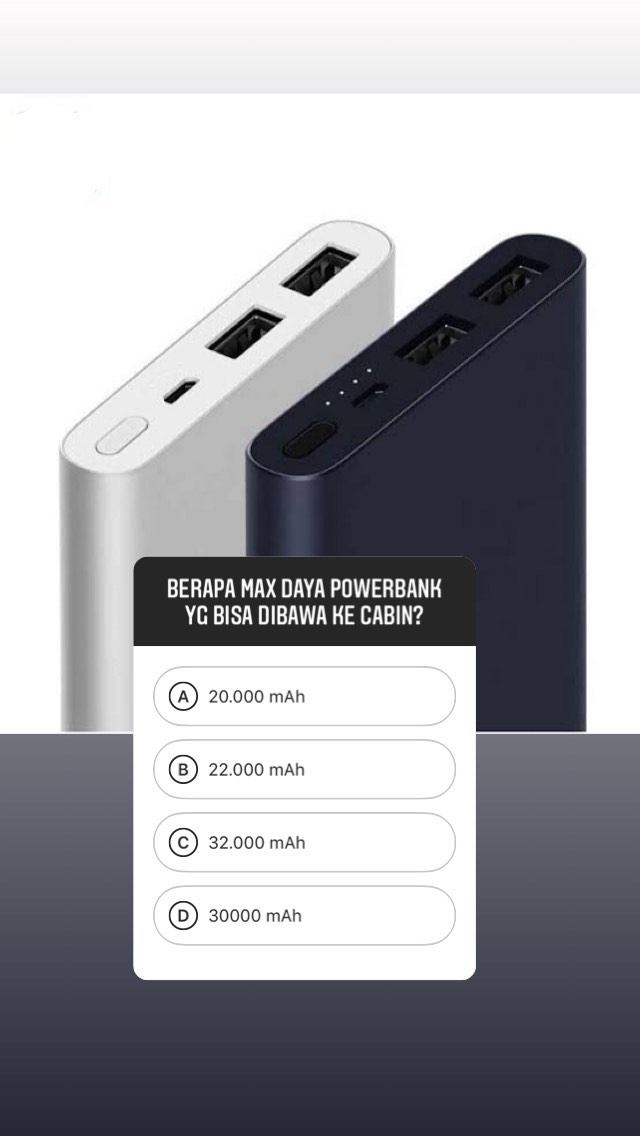 BERAPA MAX DAYA POWERBANK
YG BISA DIBAWA KE CABIN?
A 20.000 mAh
B 22.000 mAh
C 32.000 mAh
D 30000 mAh